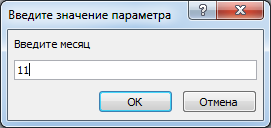 Введите значение параметра
?
Введите месяц
11
ОК
Отмена